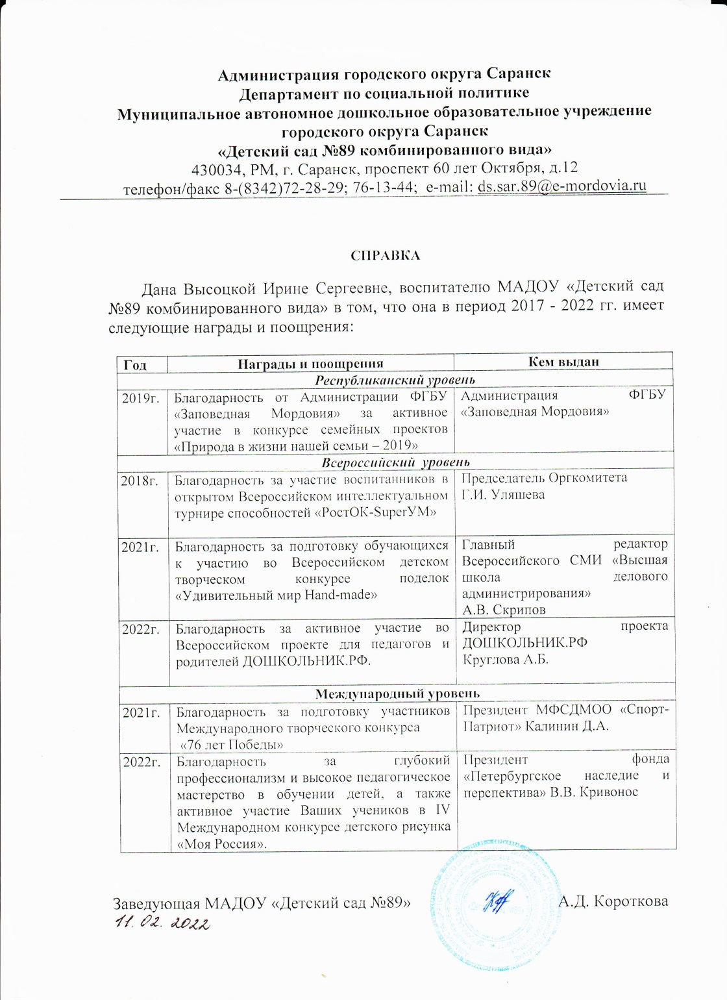 Администрация городского округа Саранск
Департамент по социальной политике
Муниципальное автономное дошкольное образовательное учреждение
городского округа Саранск
«Детский сад №89 комбинированного вида»
430034, РМ, г. Саранск, проспект 60 лет Октября, д.12
телефон/факс 8-(8342)72-28-29; 76-13-44; e-mail: ds.sar.89@e-mordovia.ru
СПРАВКА
Дана Высоцкой Ирине Сергеевне, воспитателю МАДОУ «Детский сад
№89 комбинированного вида» в том, что она в период 2017 - 2022 гг. имеет
следующие награды и поощрения:
Год Награды и поощрения Кем выдан
Республиканский уровень
2019г.
Благодарность от Администрации ФГБУ
«Заповедная Мордовия» за активное
участие в конкурсе семейных проектов
«Природа в жизни нашей семьи – 2019»
Администрация ФГБУ
«Заповедная Мордовия»
Всероссийский уровень
2018г.
Благодарность за участие воспитанников в
открытом Всероссийском интеллектуальном
турнире способностей «РостОК-SuperУМ»
Председатель Оргкомитета
Г.И. Уляшева
2021г.
Благодарность за подготовку обучающихся
к участию во Всероссийском детском
творческом конкурсе поделок
«Удивительный мир Hand-made»
Главный редактор
Всероссийского СМИ «Высшая
школа делового
администрирования»
А.В. Скрипов
2022г.
Благодарность за активное участие во
Всероссийском проекте для педагогов и
родителей ДОШКОЛЬНИК.РФ.
Директор проекта
ДОШКОЛЬНИК.РФ
Круглова А.Б.
Международный уровень
2021г.
Благодарность за подготовку участников
Международного творческого конкурса
«76 лет Победы»
Президент МФСДМОО «Спорт-
Патриот» Калинин Д.А.
2022г.
Благодарность за глубокий
профессионализм и высокое педагогическое
мастерство в обучении детей, а также
активное участие Ваших учеников в IV
Международном конкурсе детского рисунка
«Моя Россия».
Президент фонда
«Петербургское наследие и
перспектива» В.В. Кривонос
Заведующая МАДОУ «Детский сад №89» А.Д. Короткова
11.02.2022